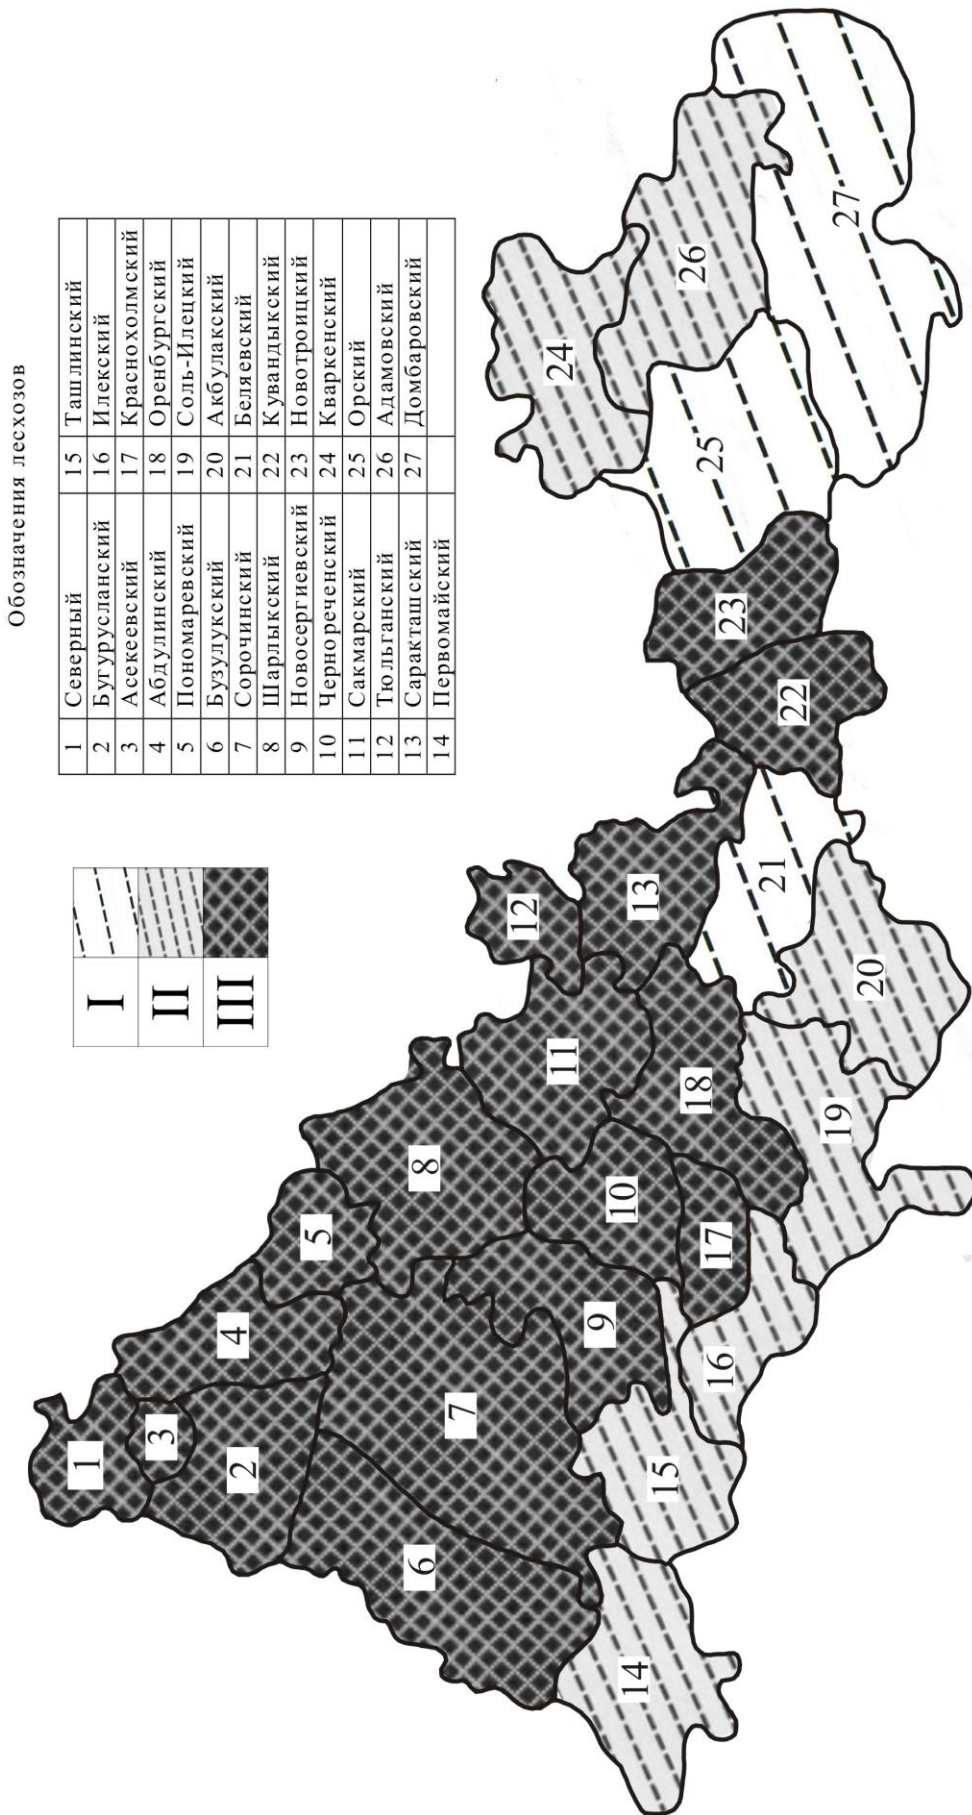 Обозначения лесхозов
1 Северный 15 Ташлинский
2 Бугурусланский 16 Илекский
3 Асекеевский 17 Краснохолмский
4 Абдулинский 18 Оренбургский
5 Пономаревский 19 Соль-Илецкий
6 Бузулукский 20 Акбулакский
7 Сорочинский 21 Беляевский
8 Шарлыкский 22 Кувандыкский
9 Новосергиевский 23 Новотроицкий
10 Чернореченский 24 Кваркенский
11 Сакмарский 25 Орский
12 Тюльганский 26 Адамовский
13 Саракташский 27 Домбаровский
14 Первомайский
I
II
III
1
3
2
4
5
6
7
8
9
10
11
12
13
14
15
16
17
18
19
20
21
22
23
24
25
26
27